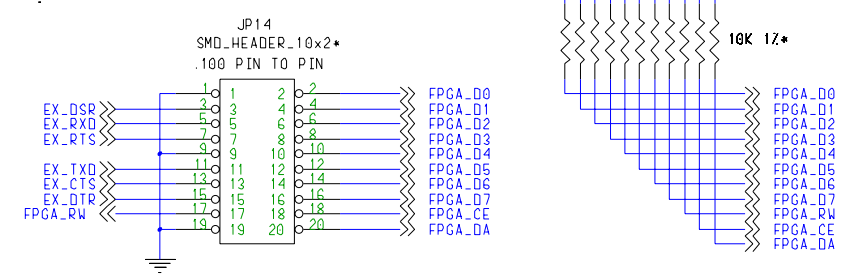 JP14
SMD_HEADER_10x2*
.100 PIN TO PIN
10K 1%*
1 1 2 2 FPGA_D0
EX_DSR 3 3 4 4 FPGA_D1
EX_RXD 5 5 6 6 FPGA_D2
EX_RTS 7 7 8 8 FPGA_D3
9 9 10 10 FPGA_D4
EX_TXD 11 11 12 12 FPGA_D5
EX_CTS 13 13 14 14 FPGA_D6
EX_DTR 15 15 16 16 FPGA_D7
FPGA_RW 17 17 18 18 FPGA_CE
19 19 20 20 FPGA_DA
FPGA_D0
FPGA_D1
FPGA_D2
FPGA_D3
FPGA_D4
FPGA_D5
FPGA_D6
FPGA_D7
FPGA_RW
FPGA_CE
FPGA_DA